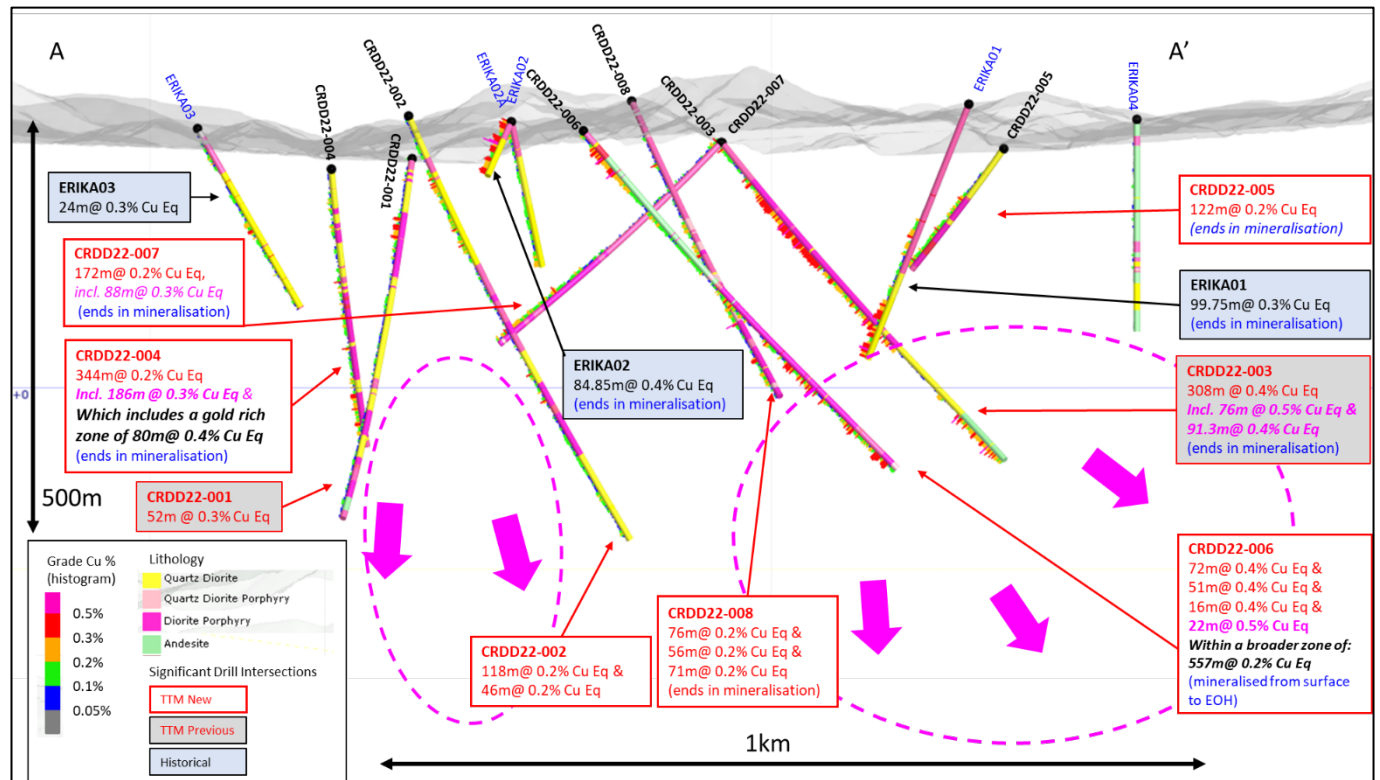 A
A’
ERIKA03
CRDD22-004
CRDD22-002
CRDD22-001
ERIKA02A
ERIKA02
CRDD22-006
CRDD22-008
CRDD22-003
CRDD22-007
ERIKA01
CRDD22-005
ERIKA04
ERIKA03
24m@ 0.3% Cu Eq
CRDD22-007
172m@ 0.2% Cu Eq,
incl. 88m@ 0.3% Cu Eq
(ends in mineralisation)
CRDD22-004
344m@ 0.2% Cu Eq
Incl. 186m @ 0.3% Cu Eq &
Which includes a gold rich
zone of 80m@ 0.4% Cu Eq
(ends in mineralisation)
CRDD22-001
52m @ 0.3% Cu Eq
ERIKA02
84.85m@ 0.4% Cu Eq
(ends in mineralisation)
CRDD22-005
122m@ 0.2% Cu Eq
(ends in mineralisation)
ERIKA01
99.75m@ 0.3% Cu Eq
(ends in mineralisation)
CRDD22-003
308m@ 0.4% Cu Eq
Incl. 76m @ 0.5% Cu Eq &
91.3m@ 0.4% Cu Eq
(ends in mineralisation)
CRDD22-006
72m@ 0.4% Cu Eq &
51m@ 0.4% Cu Eq &
16m@ 0.4% Cu Eq &
22m@ 0.5% Cu Eq
Within a broader zone of:
557m@ 0.2% Cu Eq
(mineralised from surface
to EOH)
CRDD22-008
76m@ 0.2% Cu Eq &
56m@ 0.2% Cu Eq &
71m@ 0.2% Cu Eq
(ends in mineralisation)
CRDD22-002
118m@ 0.2% Cu Eq &
46m@ 0.2% Cu Eq
+0
+0
500m
1km
Grade Cu %
(histogram)
0.5%
0.3%
0.2%
0.1%
0.05%
Lithology
Quartz Diorite
Quartz Diorite Porphyry
Diorite Porphyry
Andesite
Significant Drill Intersections
TTM New
TTM Previous
Historical